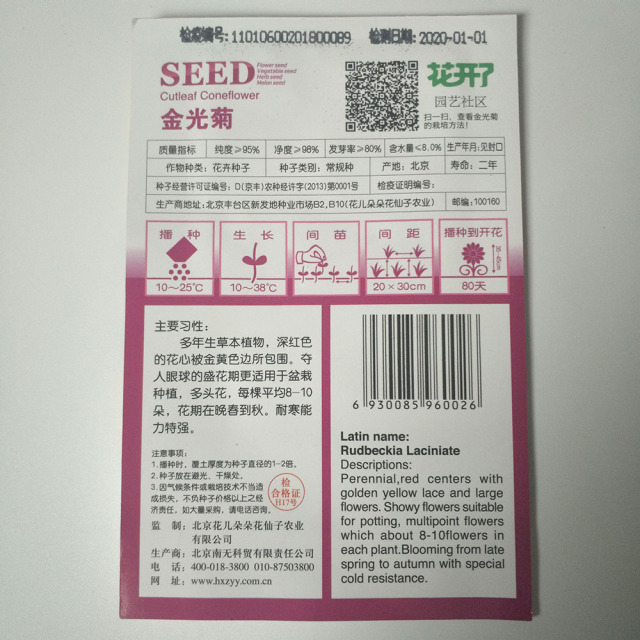 检疫编号:11010600201800089 检测日期:2020-01-01
SEED
Flower seed
Vegetable seed
Herb seed
Melon seed
Cutleaf Coneflower
金光菊
花开了
园艺社区
扫一扫、查看金光菊
的栽培方法!
质量指标 纯度≥95% 净度≥98% 发芽率≥80% 含水量≤8.0% 生产年月:见封口
作物种类:花卉种子 种子类别:常规种 产地:北京 寿命:二年
种子经营许可证编号:D(京丰)农种经许字(2013)第0001号 检疫证明编号:
生产商地址:北京丰台区新发地种业市场B2,B10(花儿朵朵花仙子农业) 邮编:100160
播种 生长 间苗 间距 播种到开花
35-45cm
10～25℃ 10～38℃ 20×30cm 80天
主要习性:
多年生草本植物，深红色
的花心被金黄色边所包围。夺
人眼球的盛花期更适用于盆栽
种植，多头花，每棵平均8-10
朵，花期在晚春到秋。耐寒能
力特强。
注意事项:
1.播种时，覆土厚度为种子直径的1-2倍。
2.种子放在避光、干燥处。
3.因气候条件或栽培技术不当造
成损失，不负种子价格以上之经
济责任，如大量采购，请电话咨询。
检
合格证
H17号
监 制:北京花儿朵朵花仙子农业
有限公司
生产商:北京南无科贸有限责任公司
电 话:400-018-3800 010-87503800
网 址:www.hxzyy.com.cn
6 930085 960026
Latin name:
Rudbeckia Laciniate
Descriptions:
Perennial,red centers with
golden yellow lace and large
flowers. Showy flowers suitable
for potting, multipoint flowers
which about 8-10flowers in
each plant.Blooming from late
spring to autumn with special
cold resistance.